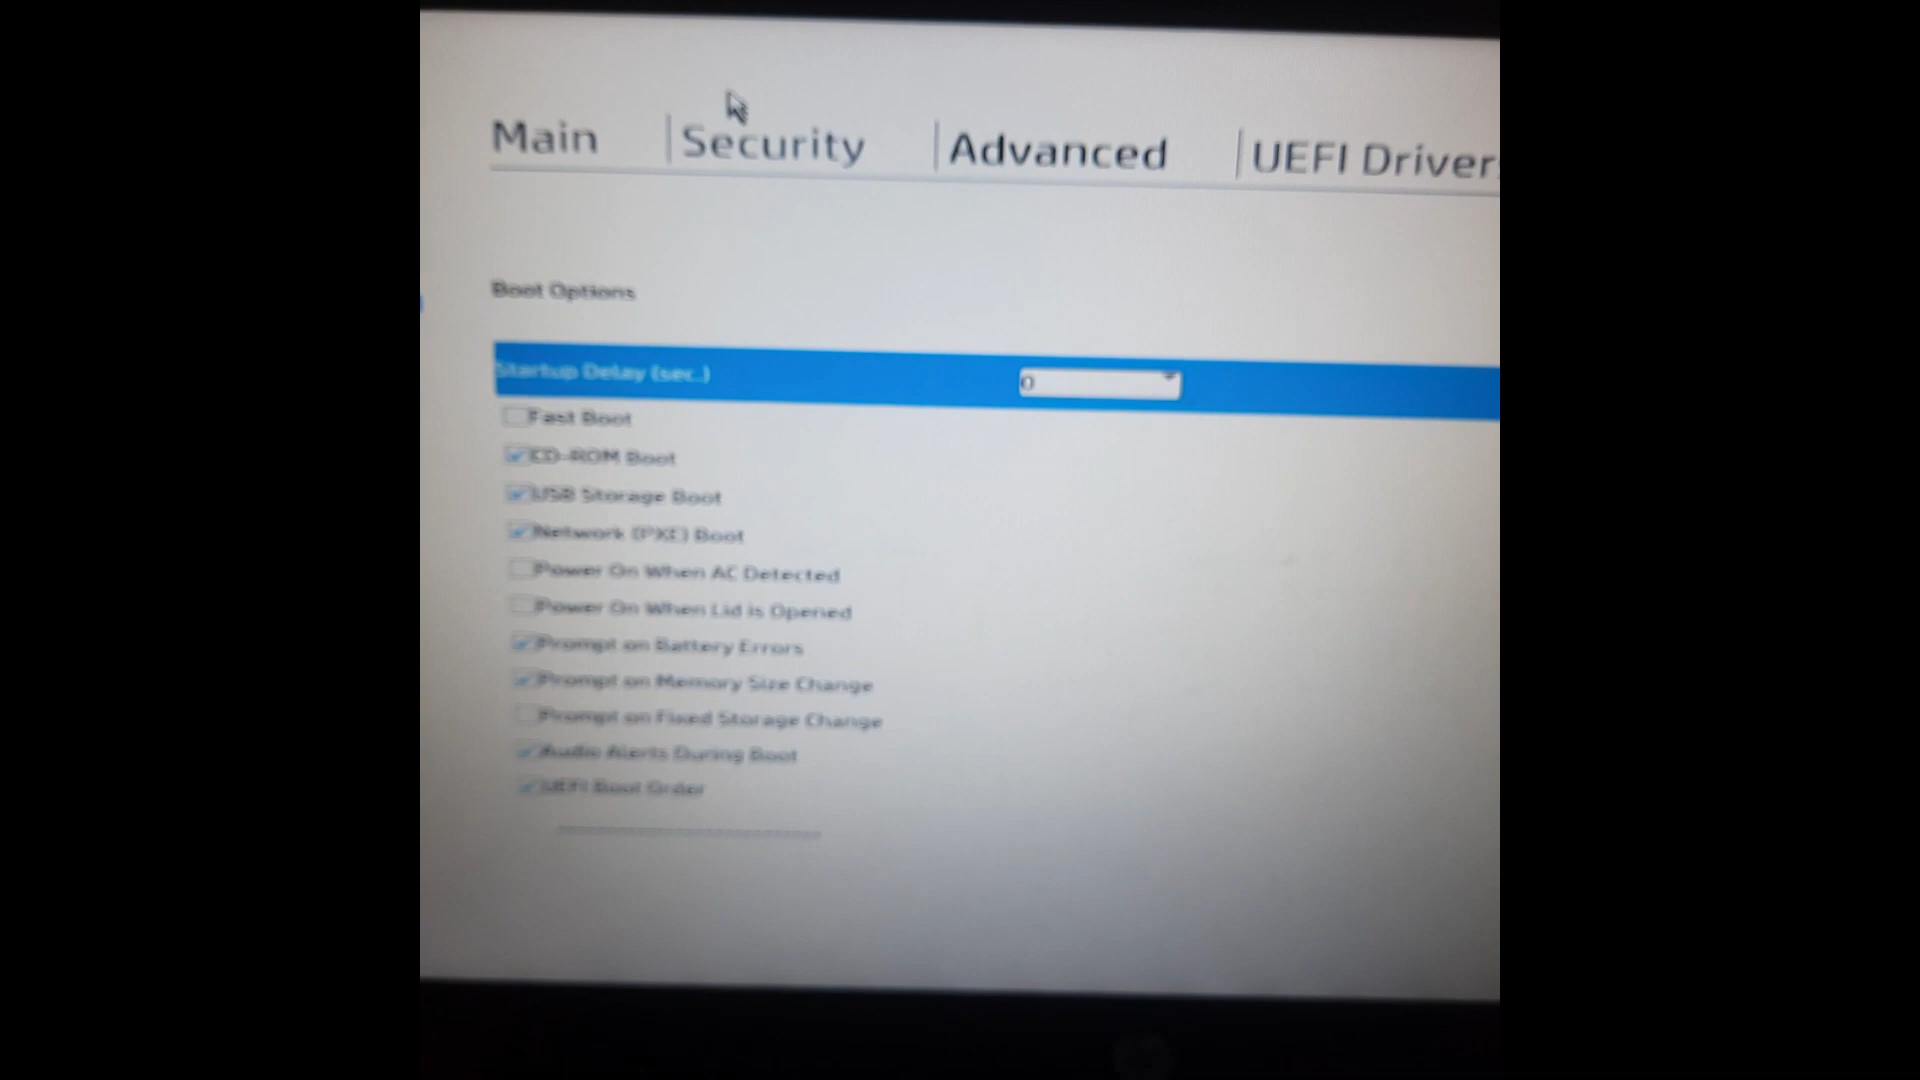 Main Security Advanced UEFI Drivers
Boot Options
Startup Delay (sec.) 0
Fast Boot
CD-ROM Boot
USB Storage Boot
Network (PXE) Boot
Power On When AC Detected
Power On When Lid is Opened
Prompt on Battery Errors
Prompt on Memory Size Change
Prompt on Fixed Storage Change
Audio Alerts During Boot
UEFI Boot Order